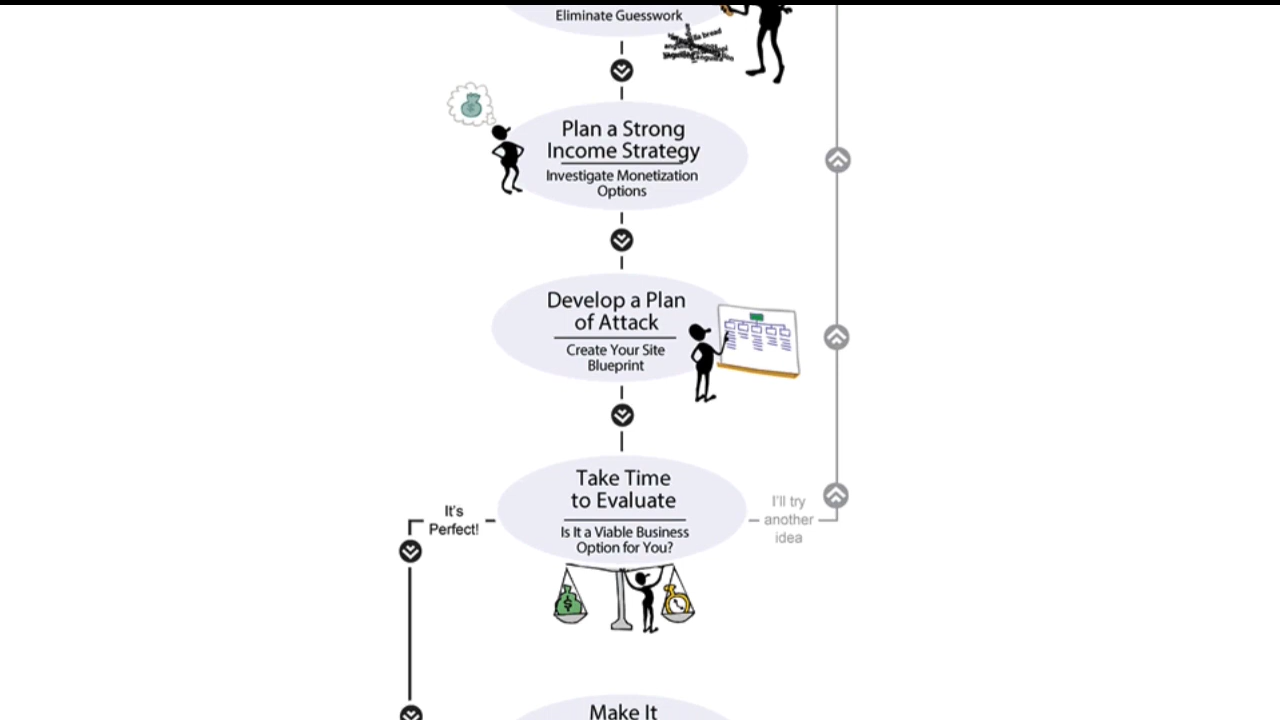 Eliminate Guesswork
bread
Plan a Strong
Income Strategy
Investigate Monetization
Options
Develop a Plan
of Attack
Create Your Site
Blueprint
Take Time
to Evaluate
Is It a Viable Business
Option for You?
It's
Perfect!
I'll try
another
idea
$
Make It